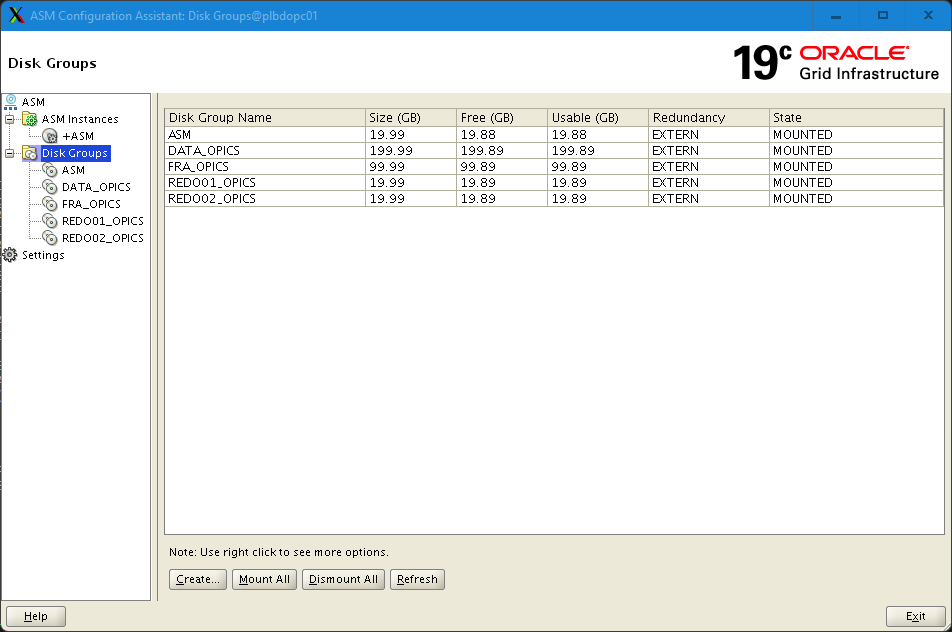 ASM Configuration Assistant: Disk Groups@plbdopc01
Disk Groups
19c ORACLE Grid Infrastructure
ASM
ASM Instances
+ASM
Disk Groups
ASM
DATA_OPICS
FRA_OPICS
REDO01_OPICS
REDO02_OPICS
Settings
Disk Group Name Size (GB) Free (GB) Usable (GB) Redundancy State
ASM 19.99 19.88 19.88 EXTERN MOUNTED
DATA_OPICS 199.99 199.89 199.89 EXTERN MOUNTED
FRA_OPICS 99.99 99.89 99.89 EXTERN MOUNTED
REDO01_OPICS 19.99 19.89 19.89 EXTERN MOUNTED
REDO02_OPICS 19.99 19.89 19.89 EXTERN MOUNTED
Note: Use right click to see more options.
Create... Mount All Dismount All Refresh
Help Exit